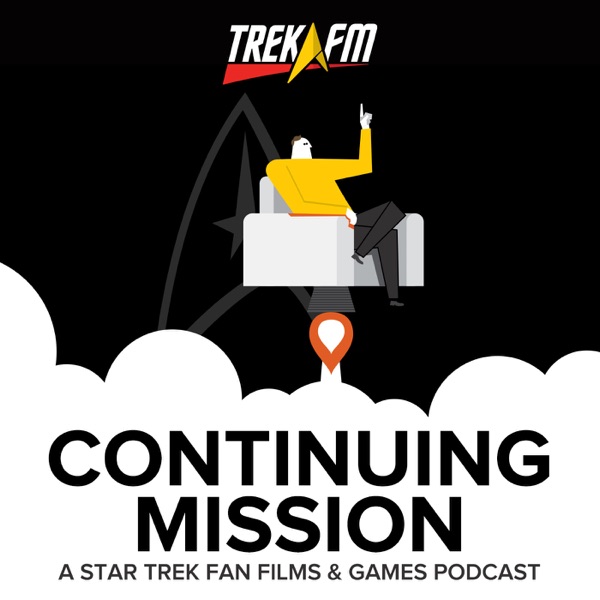 TREK FM
CONTINUING
MISSION
A STAR TREK FAN FILMS & GAMES PODCAST